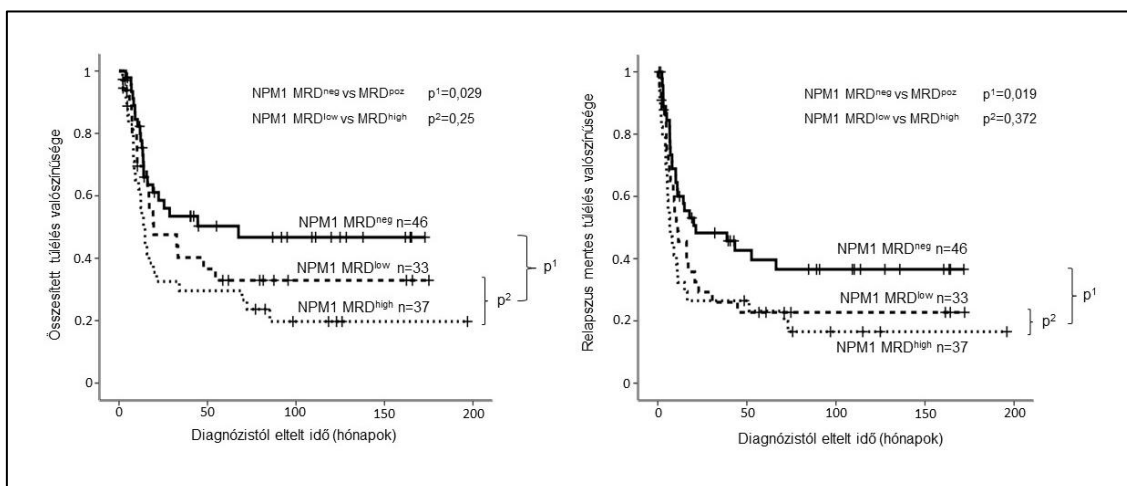 NPM1 MRDneg vs MRDpoz p1=0,029
NPM1 MRDlow vs MRDhigh p2=0,25
Összesített túlélés valószínűsége
1
0.8
0.6
0.4
0.2
0
NPM1 MRDneg n=46
NPM1 MRDlow n=33
NPM1 MRDhigh n=37
p2
p1
0 50 100 150 200
Diagnózistól eltelt idő (hónapok)
NPM1 MRDneg vs MRDpoz p1=0,019
NPM1 MRDlow vs MRDhigh p2=0,372
Relapszus mentes túlélés valószínűsége
1
0.8
0.6
0.4
0.2
0
NPM1 MRDneg n=46
NPM1 MRDlow n=33
NPM1 MRDhigh n=37
p2
p1
0 50 100 150 200
Diagnózistól eltelt idő (hónapok)